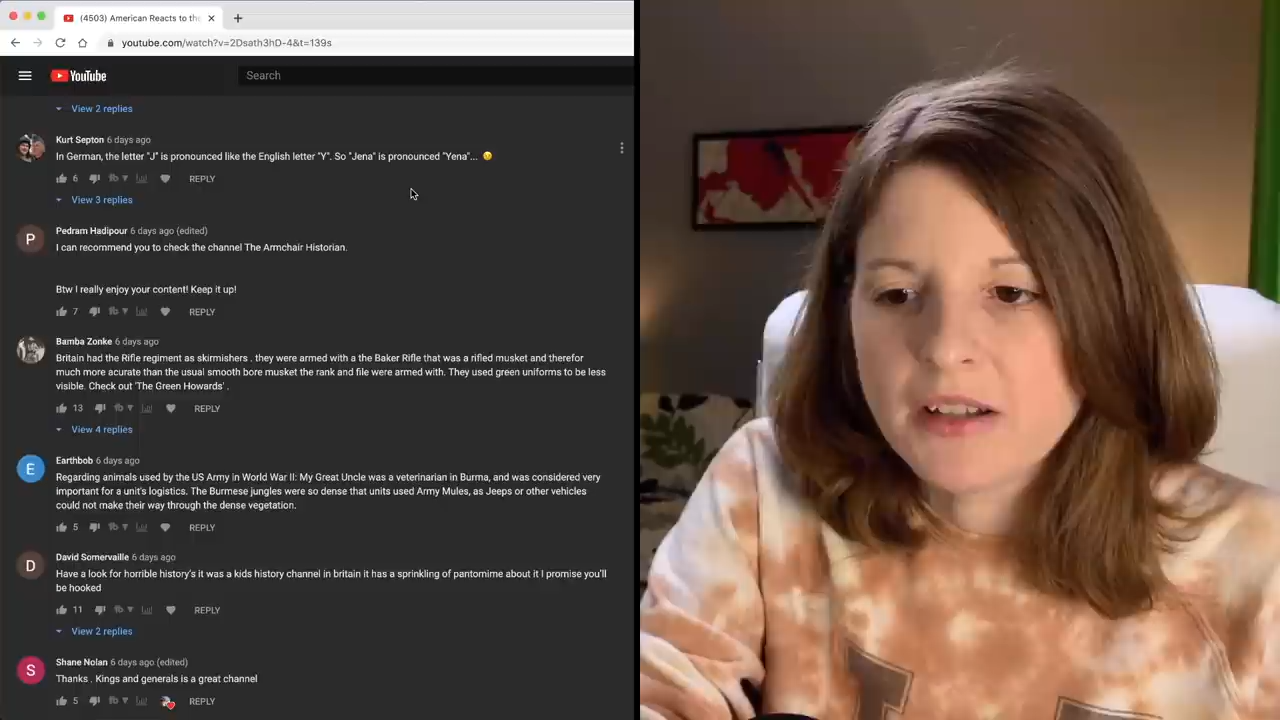 (4503) American Reacts to the
youtube.com/watch?v=2Dsath3hD-4&t=139s
YouTube
Search
View 2 replies
Kurt Septon 6 days ago
In German, the letter "J" is pronounced like the English letter "Y". So "Jena" is pronounced "Yena"...
6 REPLY
View 3 replies
P
Pedram Hadipour 6 days ago (edited)
I can recommend you to check the channel The Armchair Historian.
Btw I really enjoy your content! Keep it up!
7 REPLY
Bamba Zonke 6 days ago
Britain had the Rifle regiment as skirmishers . they were armed with a the Baker Rifle that was a rifled musket and therefor
much more acurate than the usual smooth bore musket the rank and file were armed with. They used green uniforms to be less
visible. Check out 'The Green Howards' .
13 REPLY
View 4 replies
E
Earthbob 6 days ago
Regarding animals used by the US Army in World War II: My Great Uncle was a veterinarian in Burma, and was considered very
important for a unit's logistics. The Burmese jungles were so dense that units used Army Mules, as Jeeps or other vehicles
could not make their way through the dense vegetation.
5 REPLY
D
David Somervaille 6 days ago
Have a look for horrible history's it was a kids history channel in britain it has a sprinkling of pantomime about it I promise you'll
be hooked
11 REPLY
View 2 replies
S
Shane Nolan 6 days ago (edited)
Thanks . Kings and generals is a great channel
5 REPLY